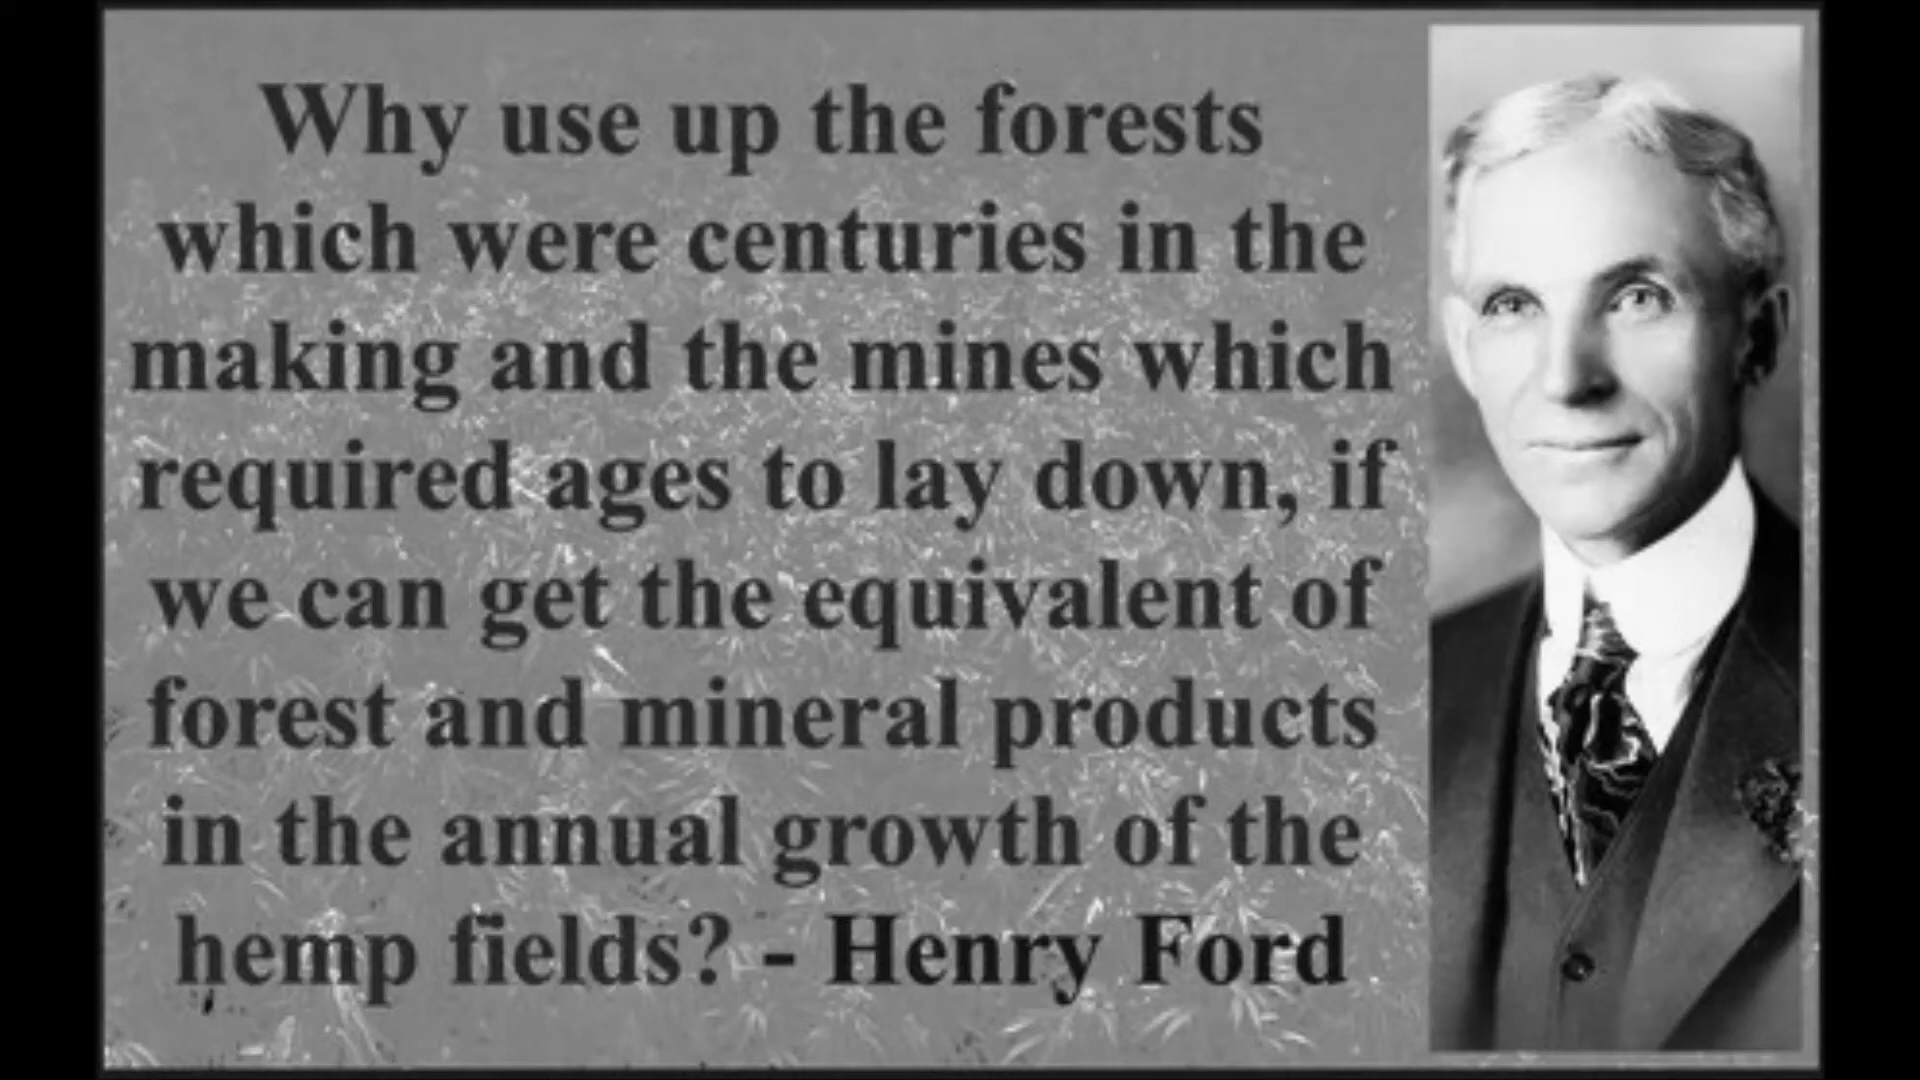 Why use up the forests
which were centuries in the
making and the mines which
required ages to lay down, if
we can get the equivalent of
forest and mineral products
in the annual growth of the
hemp fields? - Henry Ford